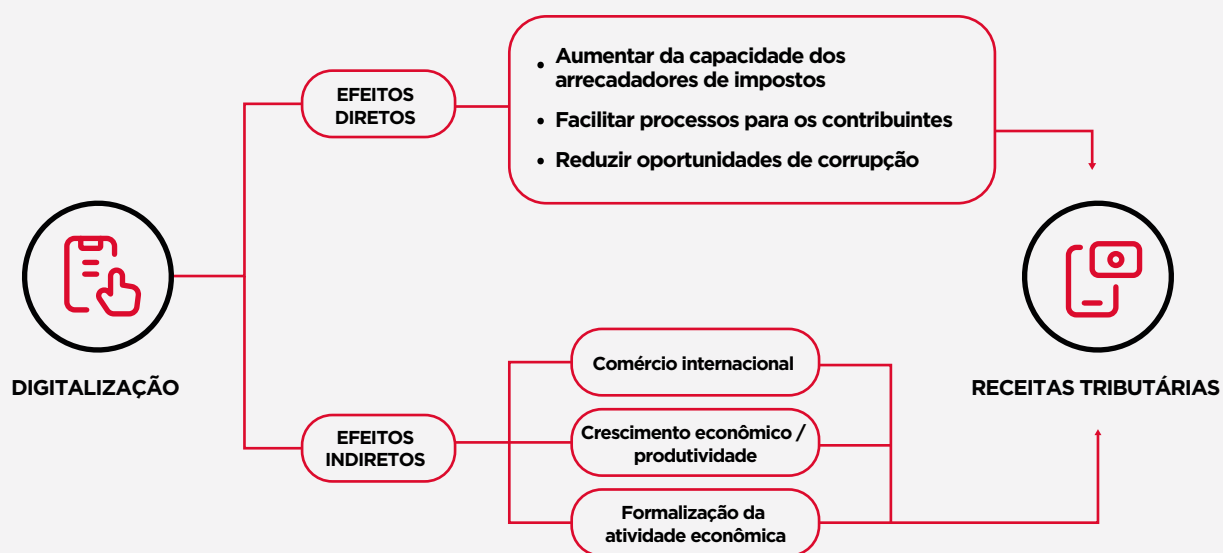 EFEITOS
DIRETOS
• Aumentar da capacidade dos
arrecadadores de impostos
• Facilitar processos para os contribuintes
• Reduzir oportunidades de corrupção
DIGITALIZAÇÃO
RECEITAS TRIBUTÁRIAS
EFEITOS
INDIRETOS
Comércio internacional
Crescimento econômico /
produtividade
Formalização da
atividade econômica